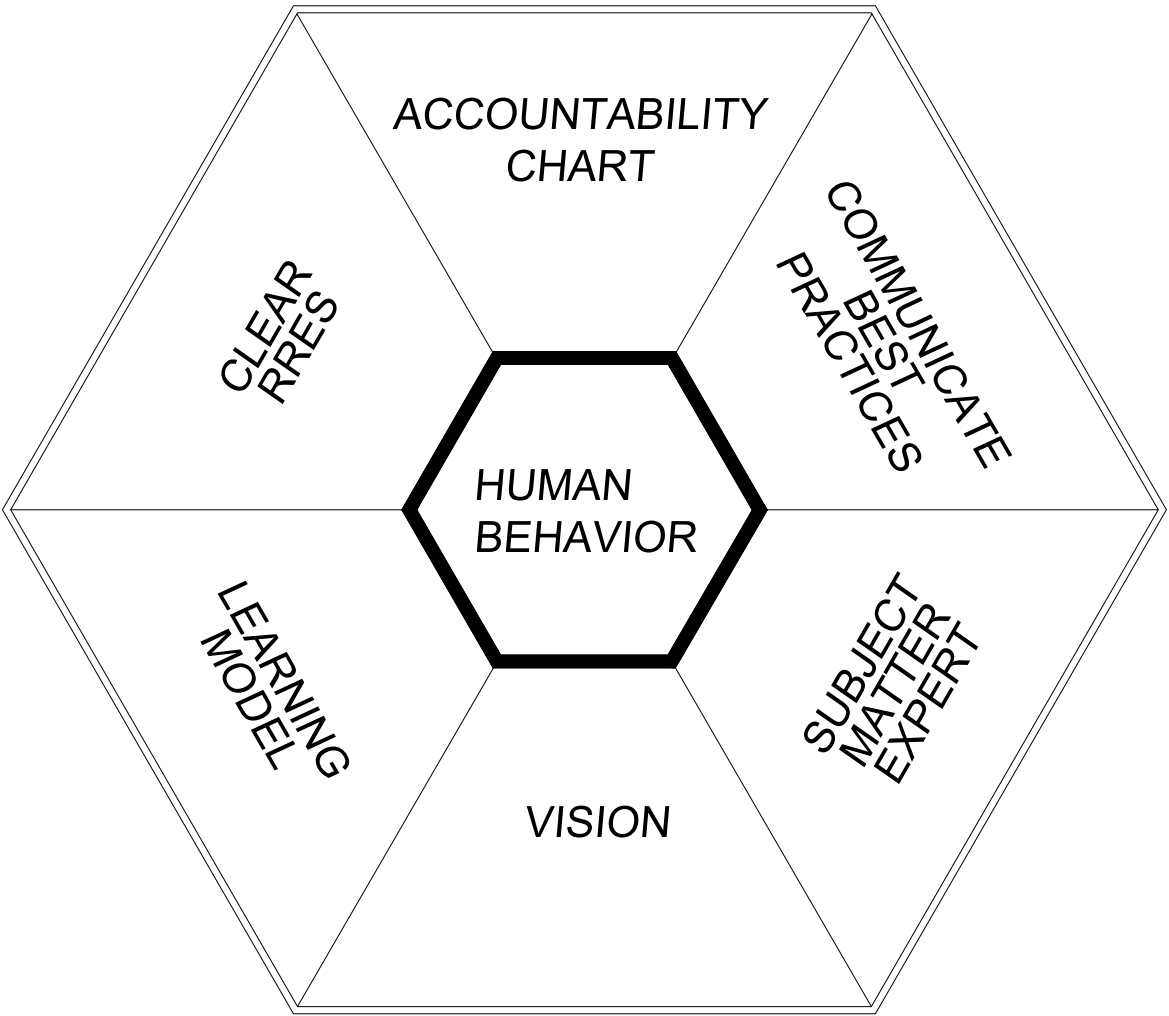 ACCOUNTABILITY
CHART
COMMUNICATE
BEST
PRACTICES
CLEAR
RRES
HUMAN
BEHAVIOR
LEARNING
MODEL
SUBJECT
MATTER
EXPERT
VISION